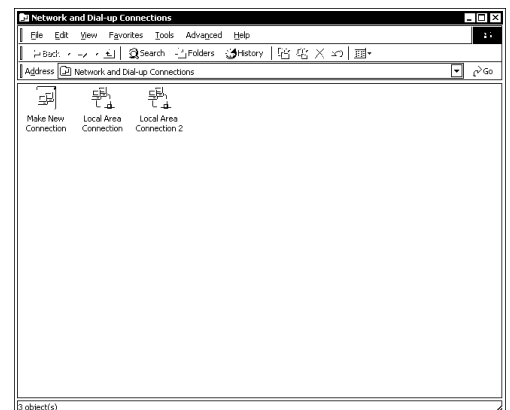 Network and Dial-up Connections
File Edit View Favorites Tools Advanced Help
Back Search Folders History
Address Network and Dial-up Connections Go
Make New Connection
Local Area Connection
Local Area Connection 2
3 object(s)